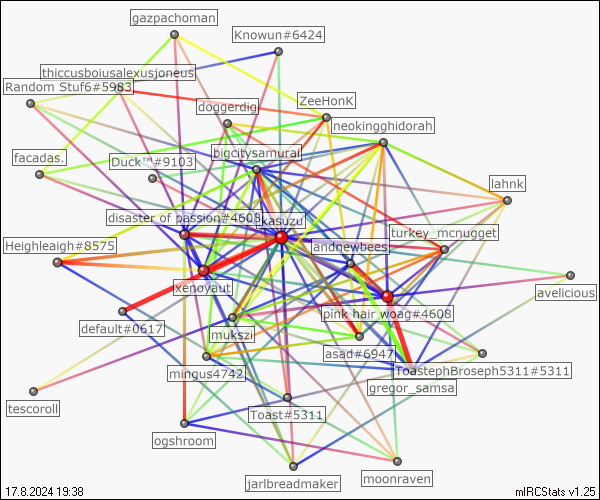 gazpachoman
Knowun#6424
thiccusboiusalexusjoneus
Random Stuf6#5983
ZeeHonK
doggerdig
neokingghidorah
facadas.
Duck™#9103
bigcitysamurai
lahnk
disaster of passion#4608
kasuzu
turkey_mcnugget
Heighleaigh#8575
andnewbees
xenoyaut
avelicious
pink hair woag#4608
default#0617
mukszi
asad#6947
mingus4742
ToastephBroseph5311#5311
gregor_samsa
tescoroll
Toast#5311
ogshroom
jarlbreadmaker
moonraven
17.8.2024 19:38
mIRCStats v1.25